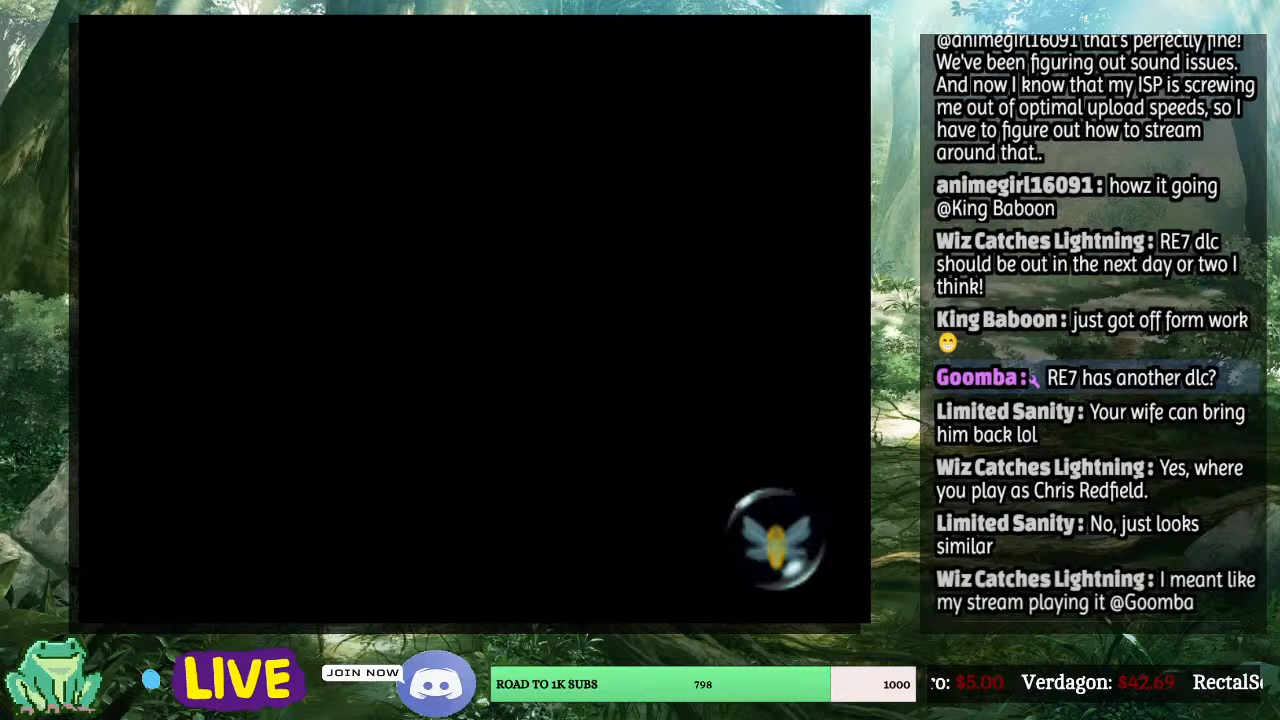 @animegirl16091 that's perfectly fine!
We've been figuring out sound issues.
And now I know that my ISP is screwing
me out of optimal upload speeds, so I
have to figure out how to stream
around that..
animegirl16091: howz it going
@King Baboon
Wiz Catches Lightning: RE7 dlc
should be out in the next day or two I
think!
King Baboon: just got off form work
😁
Goomba: RE7 has another dlc?
Limited Sanity: Your wife can bring
him back lol
Wiz Catches Lightning: Yes, where
you play as Chris Redfield.
Limited Sanity: No, just looks
similar
Wiz Catches Lightning: I meant like
my stream playing it @Goomba
LIVE
JOIN NOW
ROAD TO 1K SUBS 798 1000
ro: $5.00 Verdagon: $42.69 RectalS